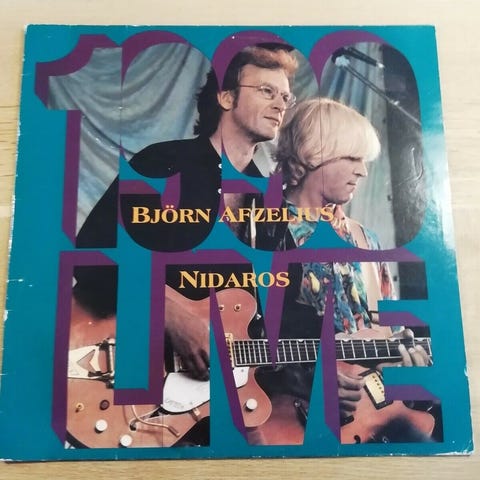 1990
BJÖRN AFZELIUS,
NIDAROS
LIVE